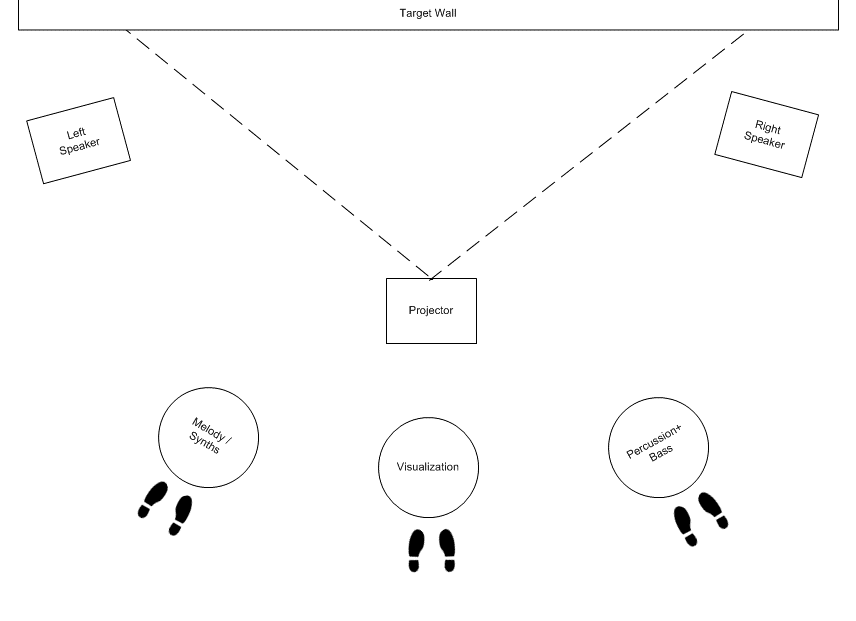 Target Wall
Left
Speaker
Right
Speaker
Projector
Melody /
Synths
Visualization
Percussion+
Bass